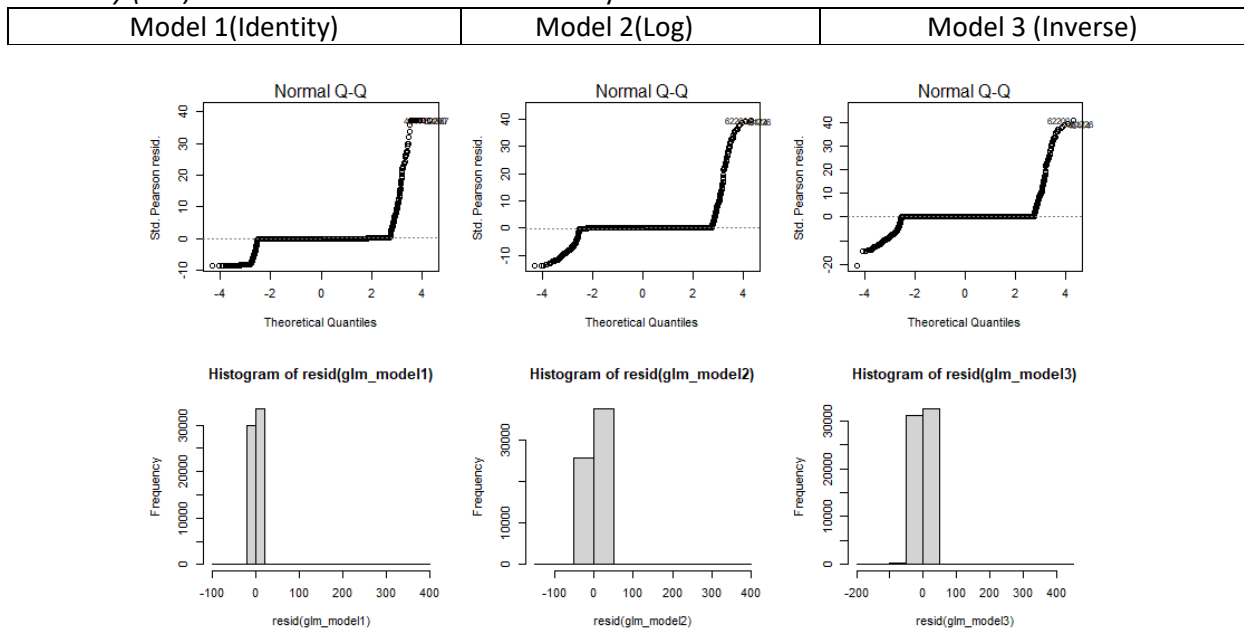 Model 1(Identity) Model 2(Log) Model 3 (Inverse)
Normal Q-Q Normal Q-Q Normal Q-Q
Std. Pearson resid.
-10 0 10 20 30 40
-4 -2 0 2 4
Theoretical Quantiles
Std. Pearson resid.
-10 0 10 20 30 40
-4 -2 0 2 4
Theoretical Quantiles
Std. Pearson resid.
-20 0 10 20 30 40
-4 -2 0 2 4
Theoretical Quantiles
Histogram of resid(glm_model1)
Frequency
0 10000 20000 30000
-100 0 100 200 300 400
resid(glm_model1)
Histogram of resid(glm_model2)
Frequency
0 10000 30000
-100 0 100 200 300 400
resid(glm_model2)
Histogram of resid(glm_model3)
Frequency
0 10000 20000 30000
-200 0 100 200 300 400
resid(glm_model3)